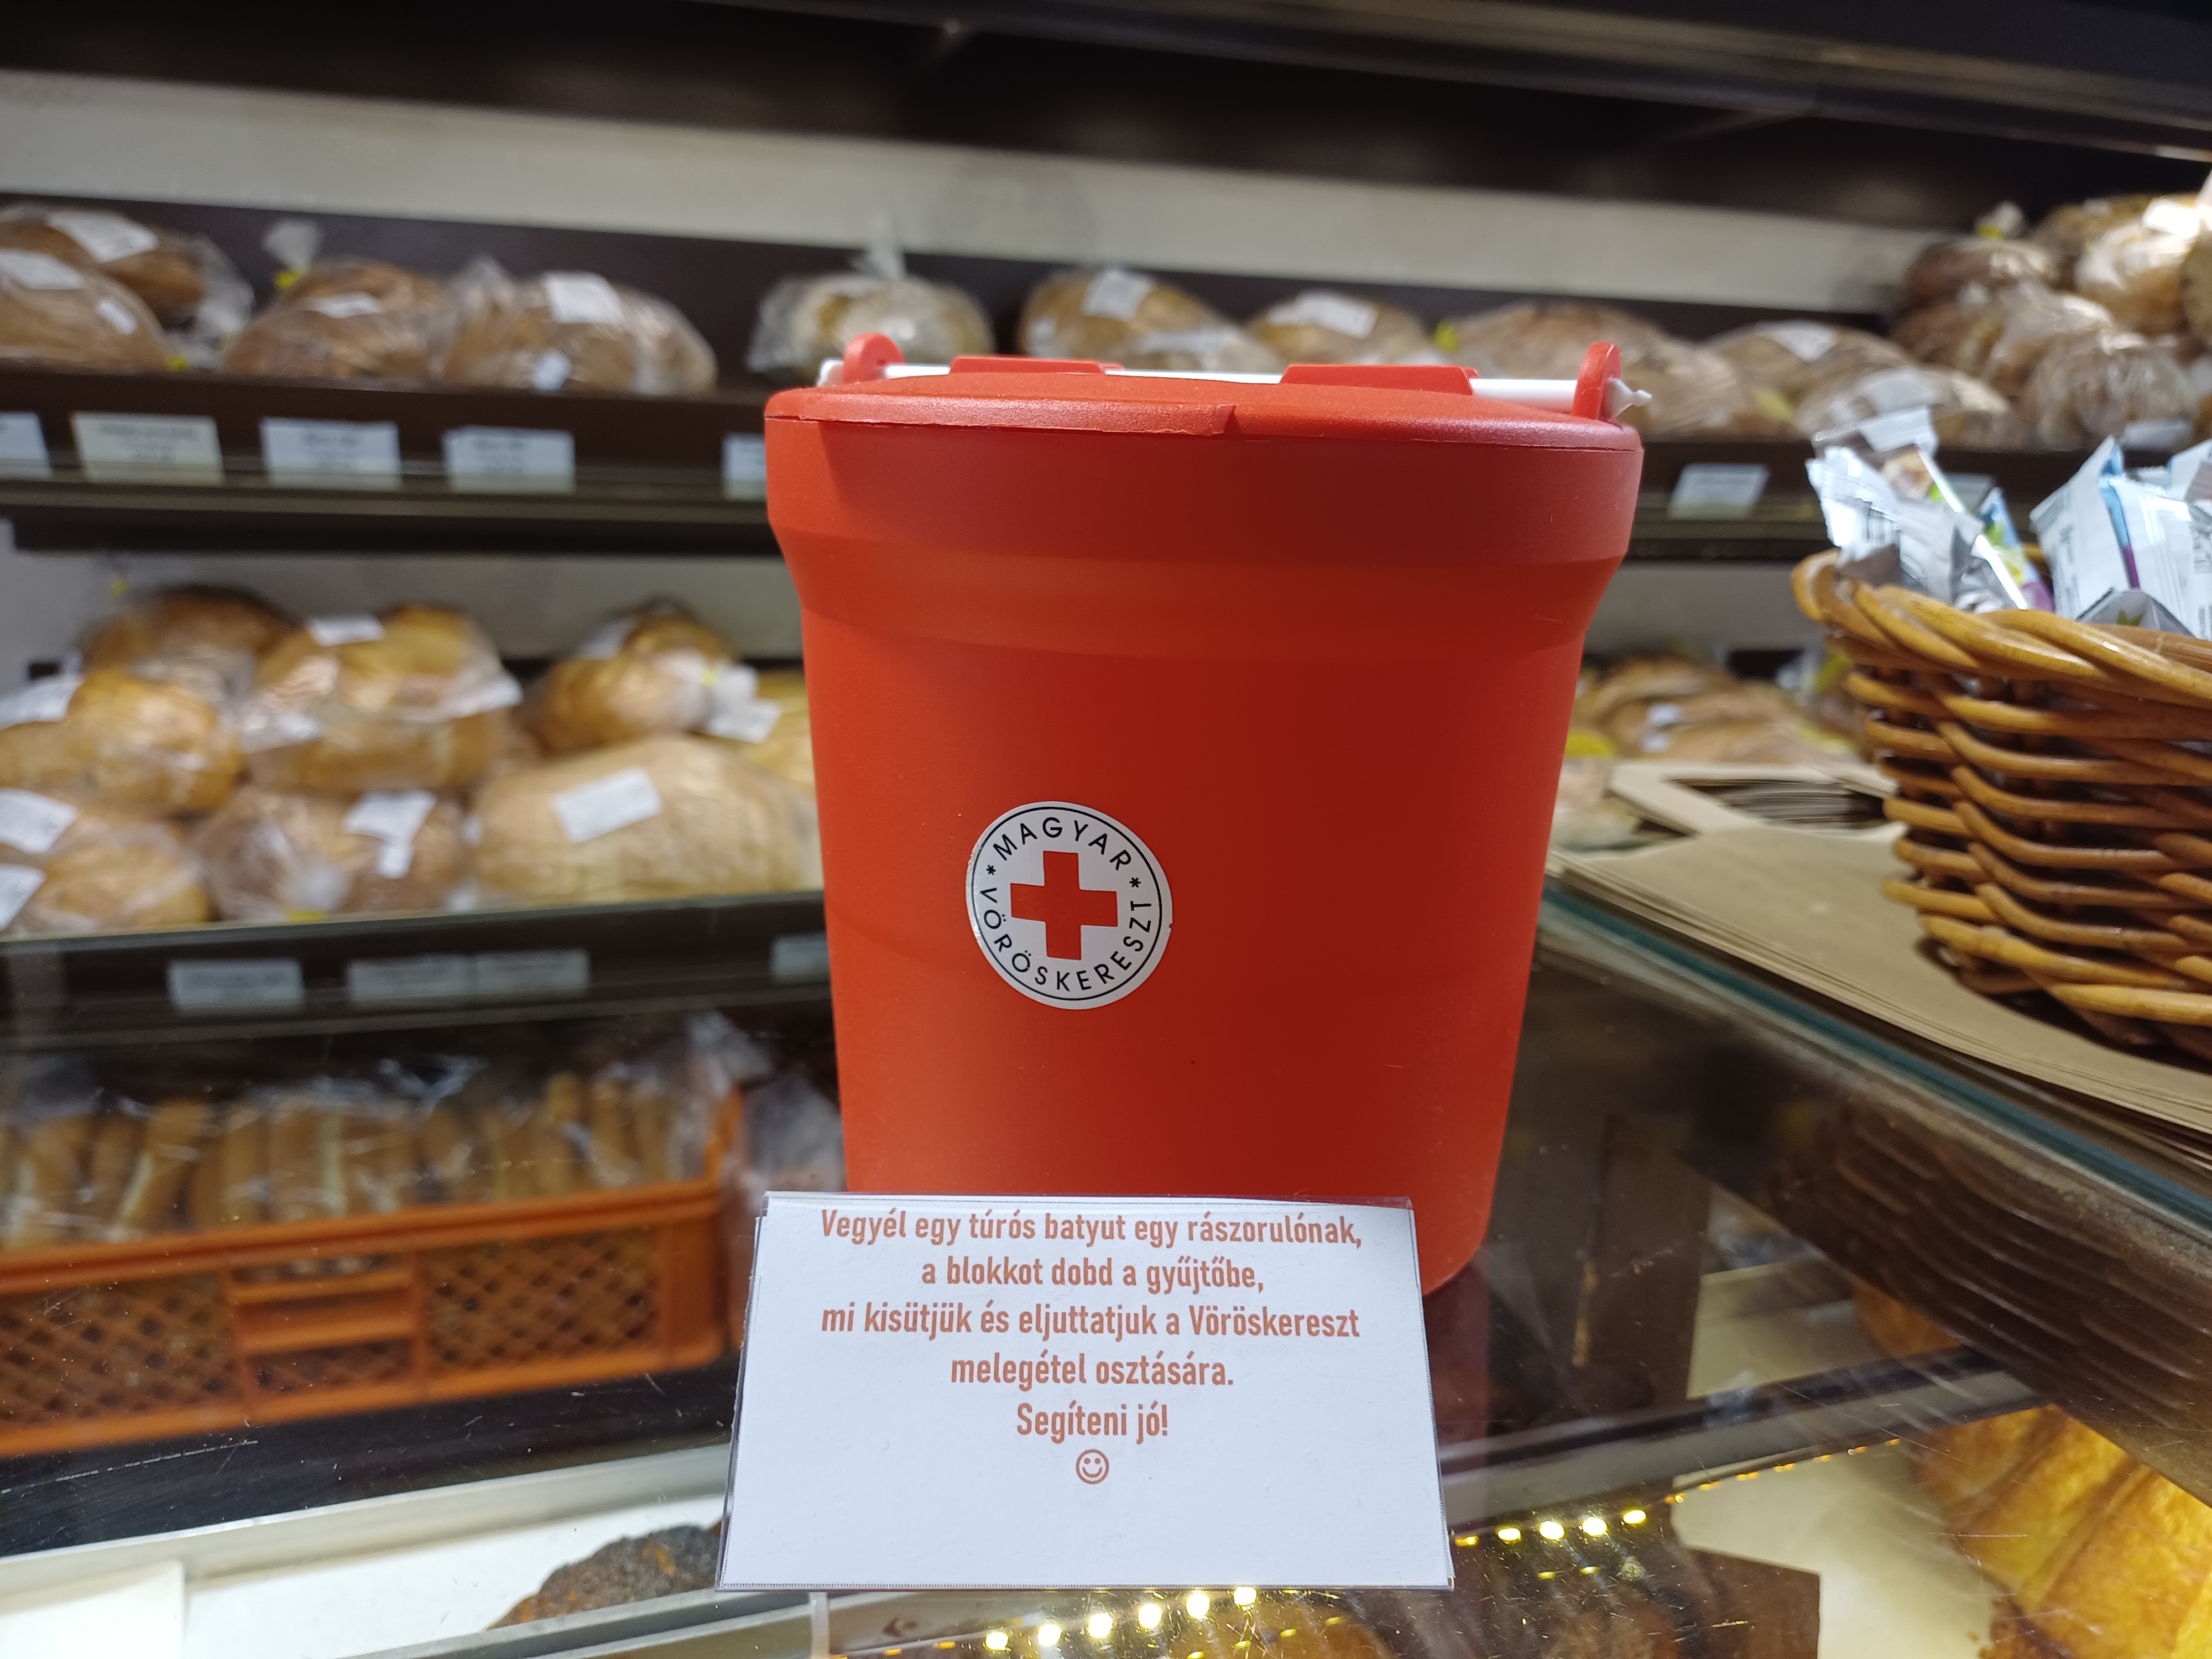 MAGYAR
VÖRÖSKERESZT
Vegyél egy túrós batyut egy rászorulónak,
a blokkot dobd a gyűjtőbe,
mi kisütjük és eljuttatjuk a Vöröskereszt
melegétel osztására.
Segíteni jó!